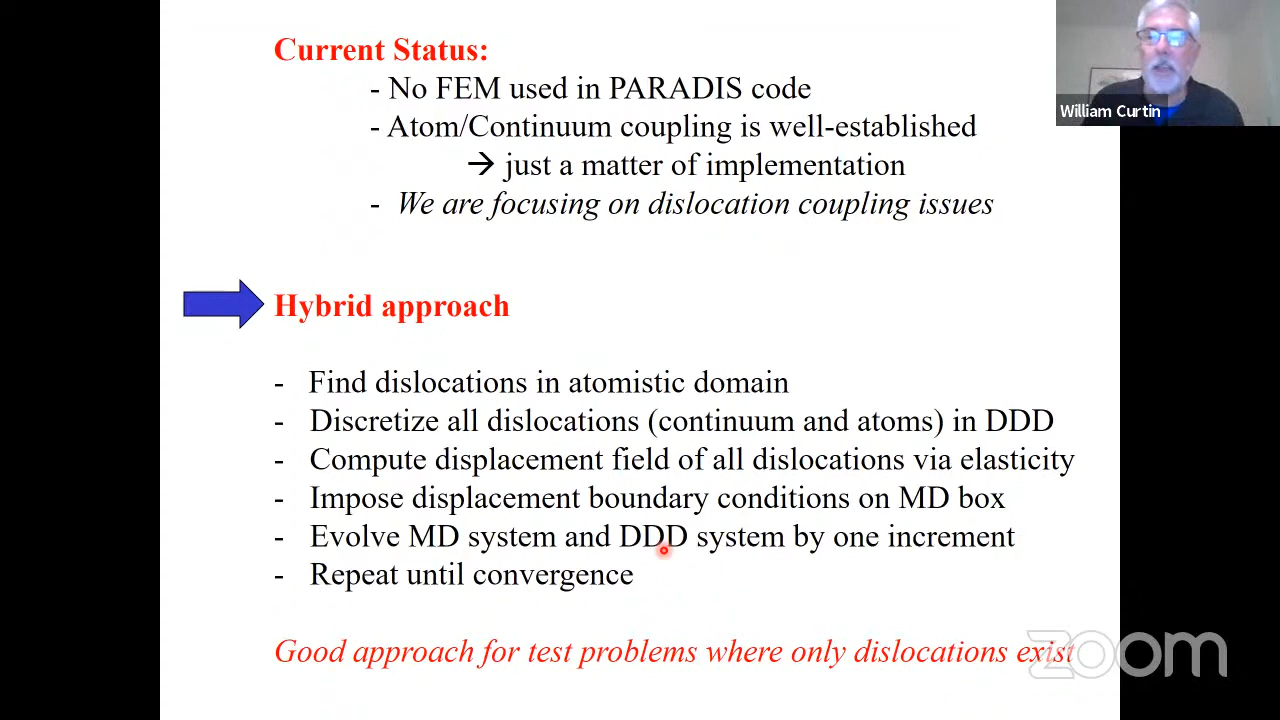 Current Status:
- No FEM used in PARADIS code
- Atom/Continuum coupling is well-established
→ just a matter of implementation
- We are focusing on dislocation coupling issues
William Curtin
Hybrid approach
- Find dislocations in atomistic domain
- Discretize all dislocations (continuum and atoms) in DDD
- Compute displacement field of all dislocations via elasticity
- Impose displacement boundary conditions on MD box
- Evolve MD system and DDD system by one increment
- Repeat until convergence
Good approach for test problems where only dislocations exist
zoom